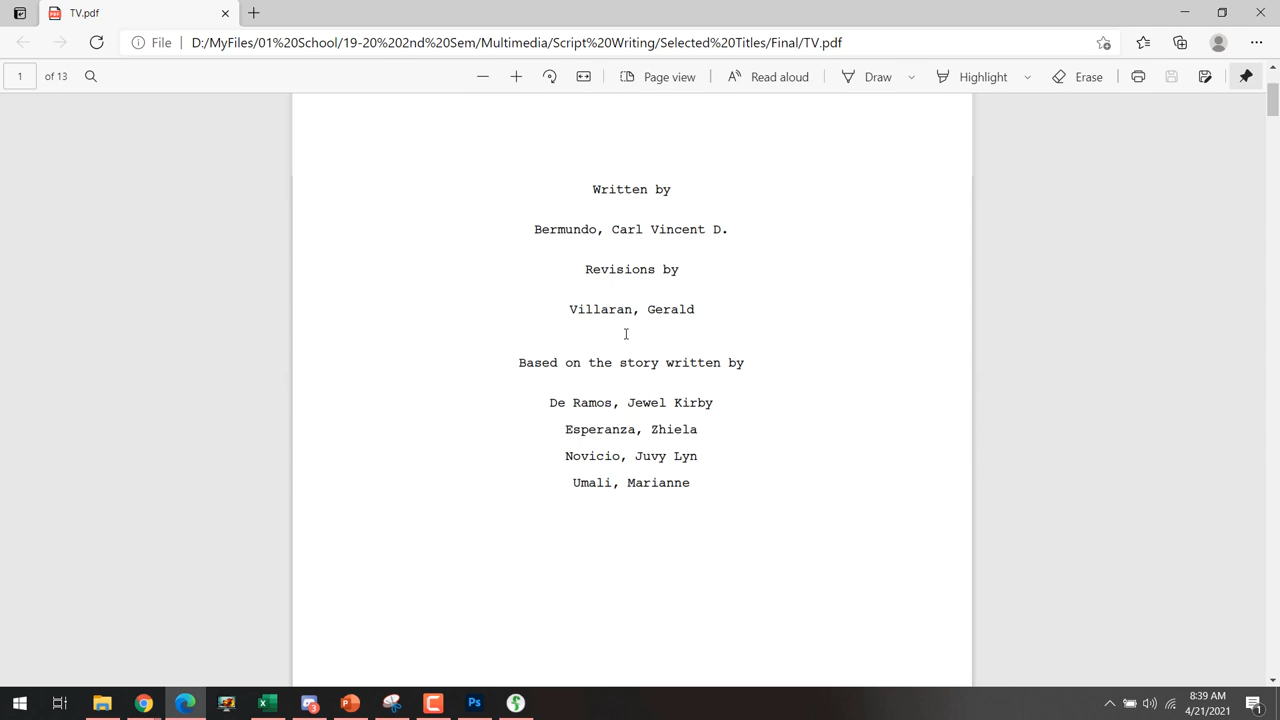 TV.pdf
File D:/MyFiles/01%20School/19-20%202nd%20Sem/Multimedia/Script%20Writing/Selected%20Titles/Final/TV.pdf
1 of 13 Page view Read aloud Draw Highlight Erase
Written by
Bermundo, Carl Vincent D.
Revisions by
Villaran, Gerald
Based on the story written by
De Ramos, Jewel Kirby
Esperanza, Zhiela
Novicio, Juvy Lyn
Umali, Marianne
8:39 AM
4/21/2021